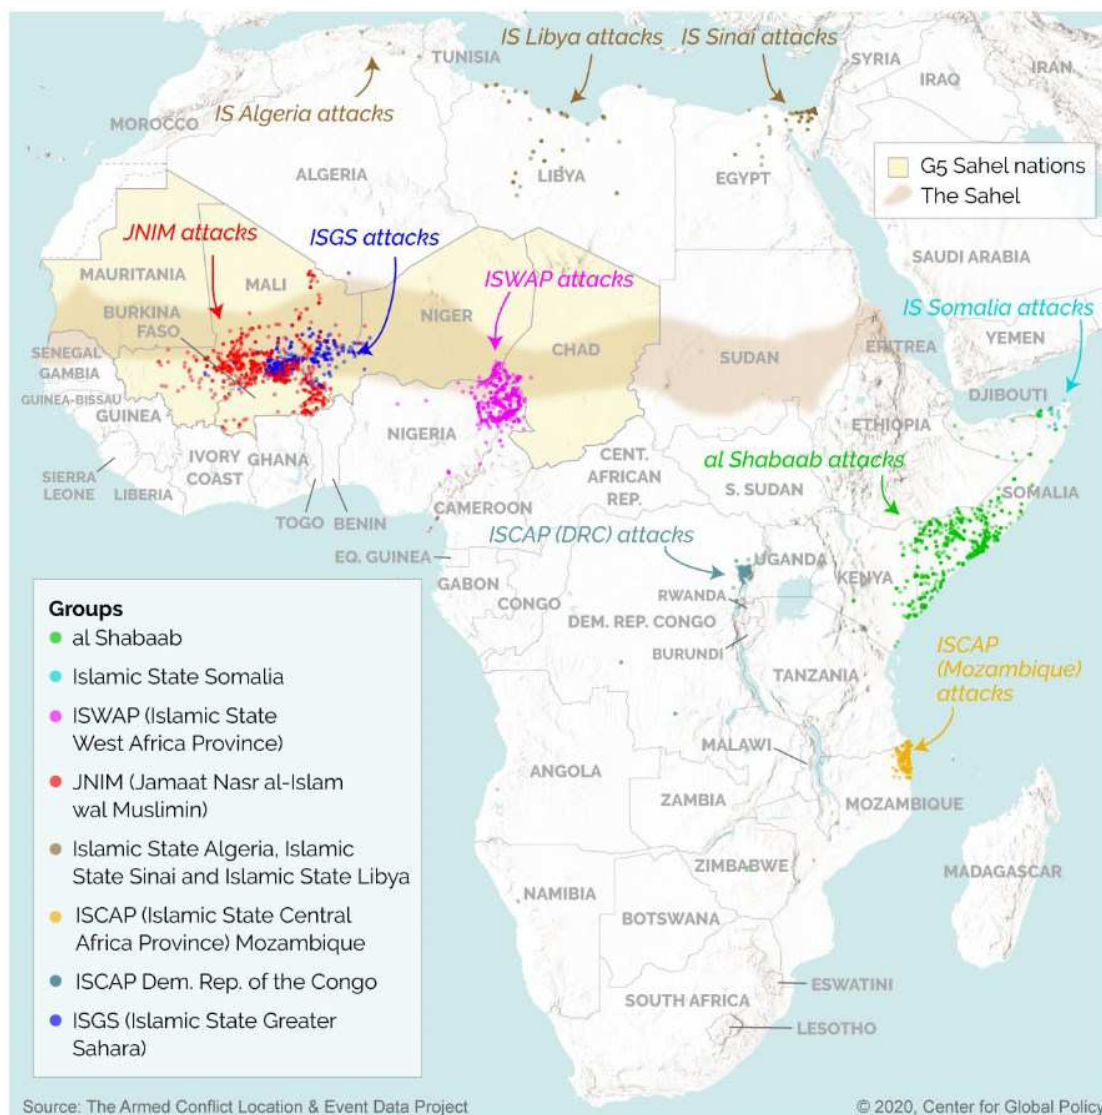 IS Libya attacks
IS Sinai attacks
TUNISIA
SYRIA
IRAQ
IRAN
IS Algeria attacks
MOROCCO
ALGERIA
LIBYA
EGYPT
G5 Sahel nations
The Sahel
SAUDI ARABIA
JNIM attacks
ISGS attacks
ISWAP attacks
MAURITANIA
MALI
BURKINA
FASO
NIGER
CHAD
SUDAN
IS Somalia attacks
YEMEN
ERITREA
SENEGAL
GAMBIA
GUINEA-BISSAU
GUINEA
DJIBOUTI
ETHIOPIA
NIGERIA
IVORY
COAST
GHANA
SIERRA
LEONE
LIBERIA
CENT.
AFRICAN
REP.
S. SUDAN
al Shabaab attacks
SOMALIA
TOGO
BENIN
CAMEROON
ISCAP (DRC) attacks
EQ. GUINEA
UGANDA
KENYA
GABON
CONGO
RWANDA
DEM. REP. CONGO
BURUNDI
TANZANIA
ISCAP
(Mozambique)
attacks
MALAWI
ANGOLA
ZAMBIA
MOZAMBIQUE
ZIMBABWE
MADAGASCAR
NAMIBIA
BOTSWANA
ESWATINI
SOUTH AFRICA
LESOTHO
Groups
al Shabaab
Islamic State Somalia
ISWAP (Islamic State
West Africa Province)
JNIM (Jamaat Nasr al-Islam
wal Muslimin)
Islamic State Algeria, Islamic
State Sinai and Islamic State Libya
ISCAP (Islamic State Central
Africa Province) Mozambique
ISCAP Dem. Rep. of the Congo
ISGS (Islamic State Greater
Sahara)
Source: The Armed Conflict Location & Event Data Project
© 2020, Center for Global Policy